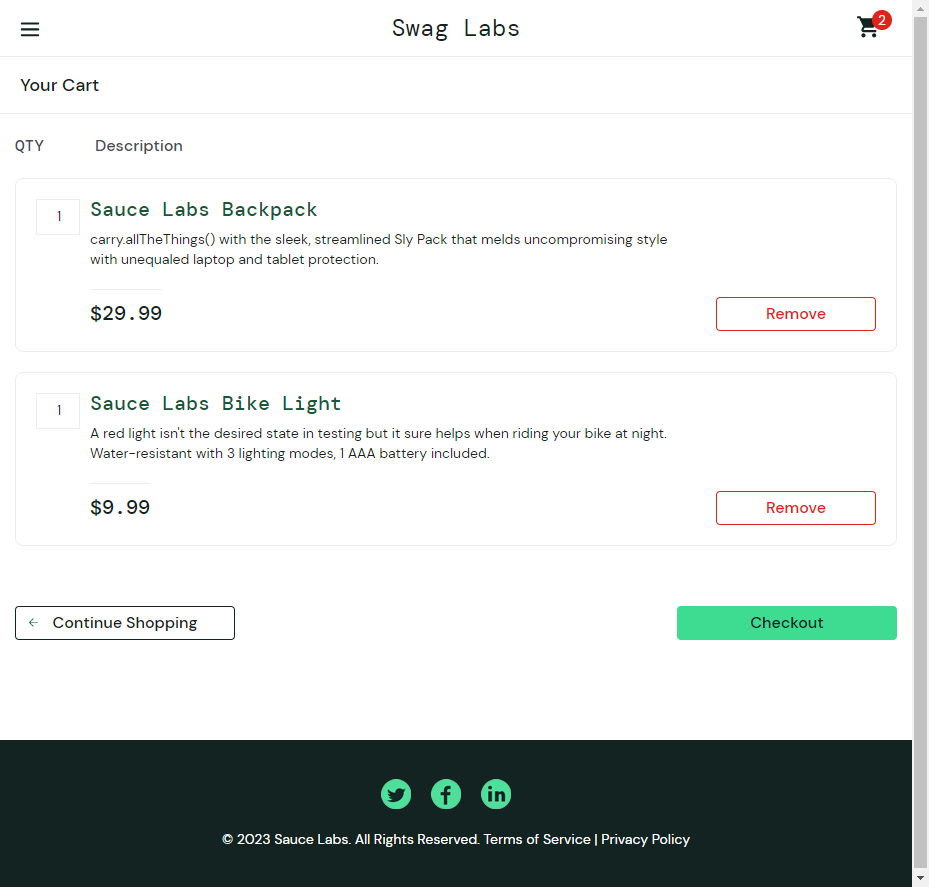 Swag Labs
2
Your Cart
QTY Description
1
Sauce Labs Backpack
carry.allTheThings() with the sleek, streamlined Sly Pack that melds uncompromising style
with unequaled laptop and tablet protection.
$29.99
Remove
1
Sauce Labs Bike Light
A red light isn't the desired state in testing but it sure helps when riding your bike at night.
Water-resistant with 3 lighting modes, 1 AAA battery included.
$9.99
Remove
Continue Shopping
Checkout
© 2023 Sauce Labs. All Rights Reserved. Terms of Service | Privacy Policy